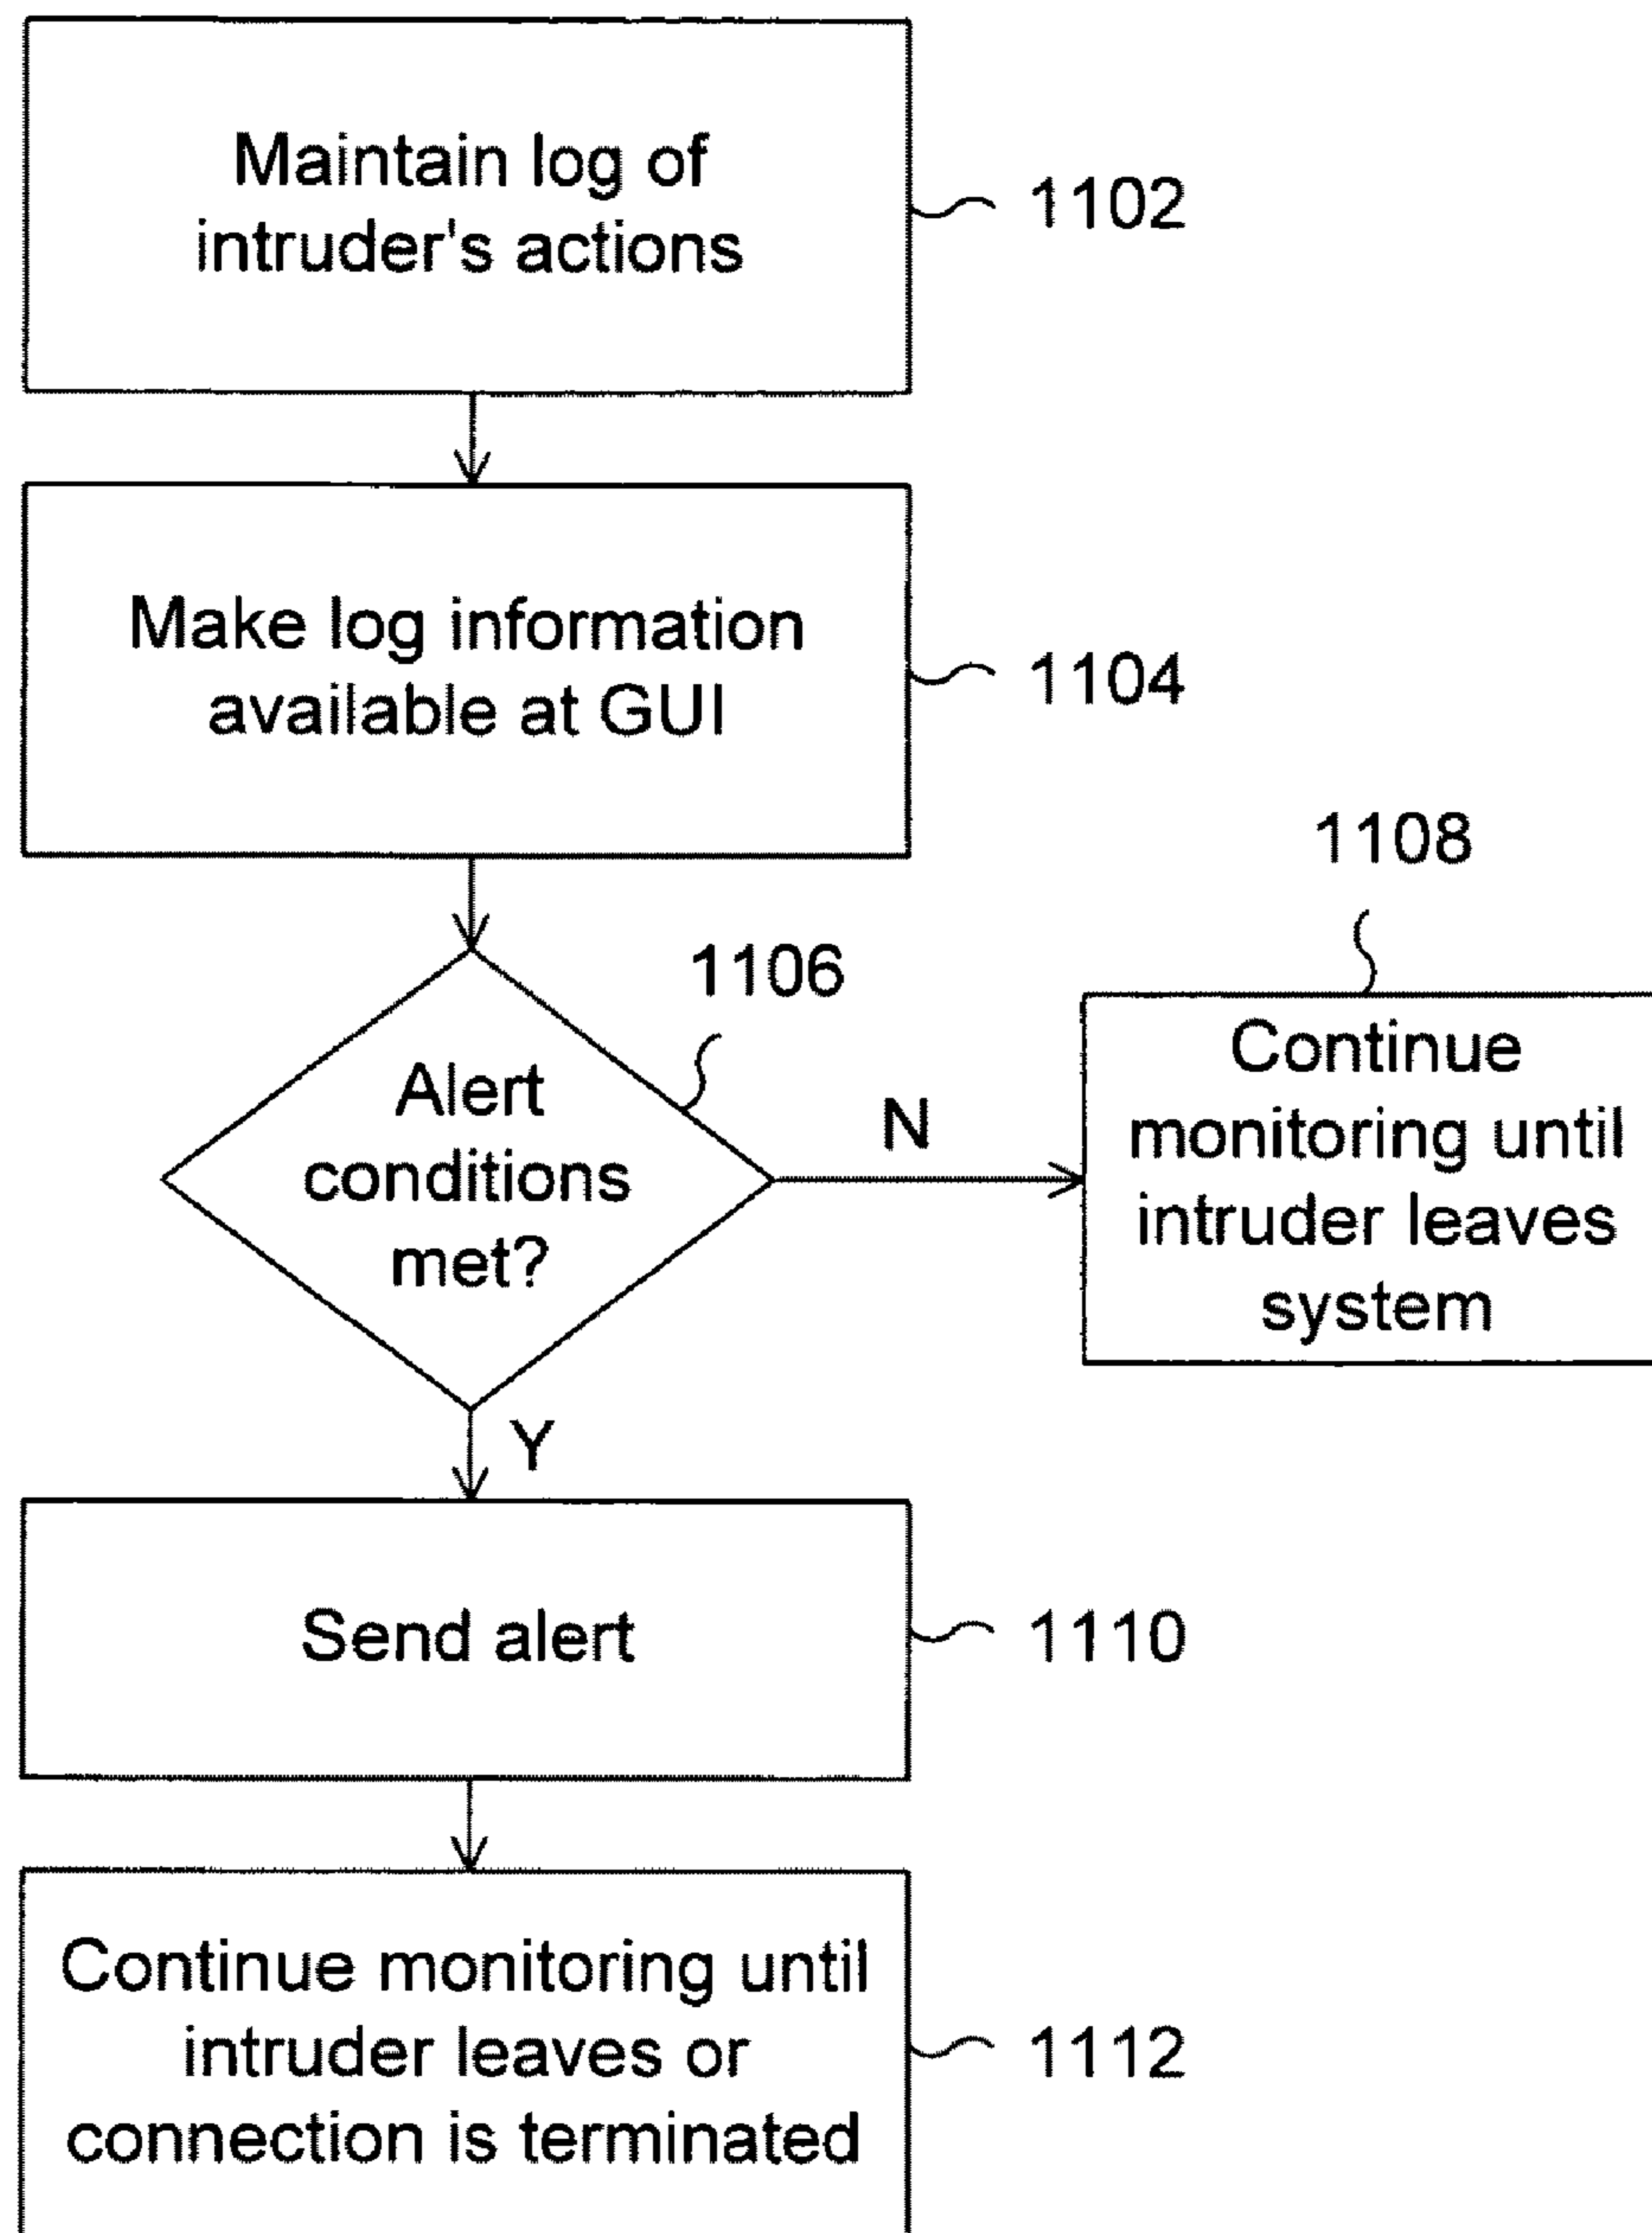 Maintain log of
intruder's actions
1102
Make log information
available at GUI
1104
1106
Alert
conditions
met?
N
1108
Continue
monitoring until
intruder leaves
system
Y
Send alert
1110
Continue monitoring until
intruder leaves or
connection is terminated
1112